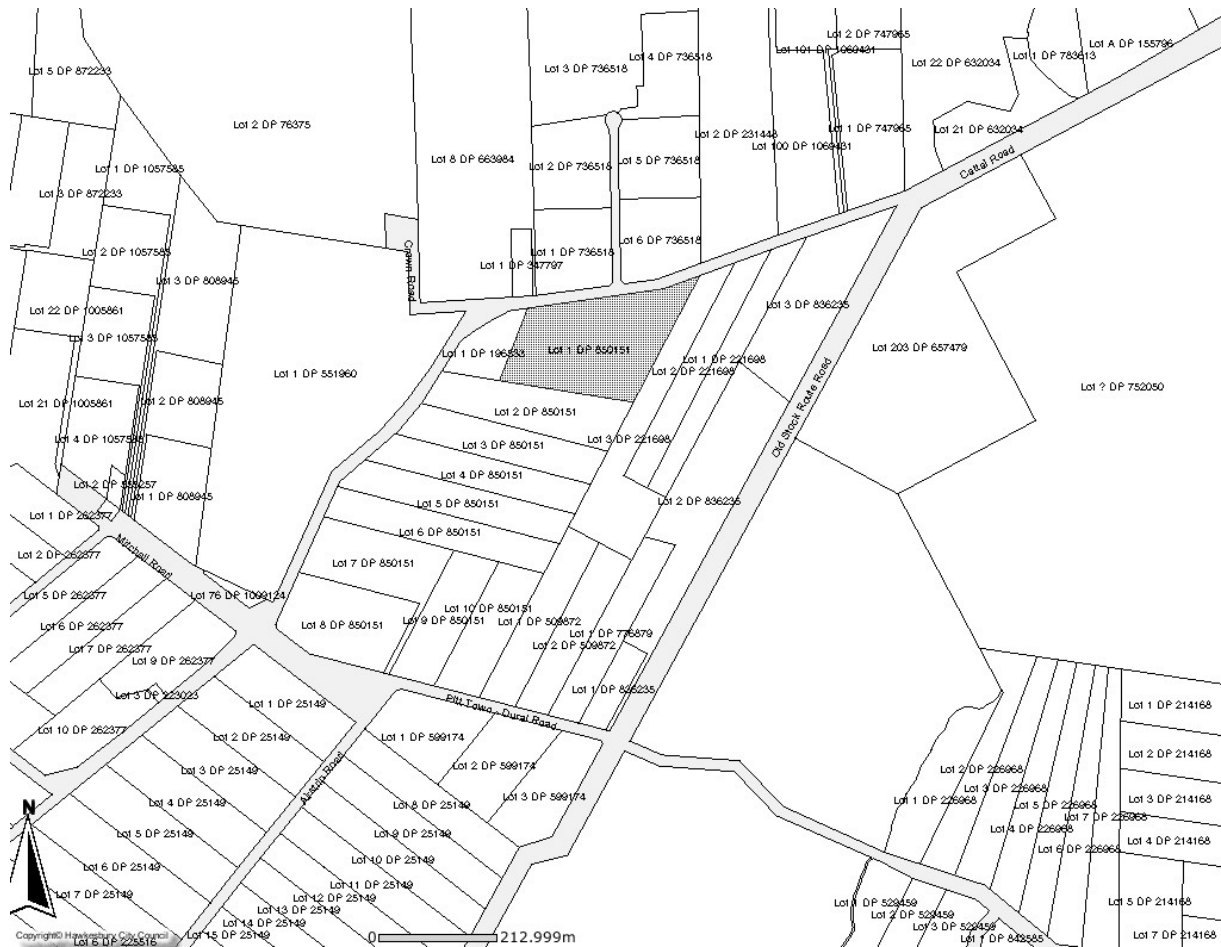 Lot 5 DP 872233
Lot 2 DP 76375
Lot 3 DP 736518
Lot 4 DP 736518
Lot 101 DP 1069431
Lot 2 DP 747965
Lot 22 DP 632034
Lot 1 DP 783613
Lot A DP 155796
Lot 1 DP 1057585
Lot 3 DP 872233
Lot 8 DP 663984
Lot 2 DP 736518
Lot 5 DP 736518
Lot 2 DP 231448
Lot 100 DP 1069431
Lot 1 DP 747965
Lot 21 DP 632034
Cattai Road
Lot 2 DP 1057585
Lot 3 DP 808945
Crown Road
Lot 1 DP 347797
Lot 1 DP 736518
Lot 6 DP 736518
Lot 22 DP 1005861
Lot 3 DP 1057585
Lot 1 DP 551960
Lot 1 DP 196533
Lot 1 DP 850151
Lot 1 DP 221698
Lot 2 DP 221698
Lot 3 DP 836235
Lot 203 DP 657479
Lot ? DP 752050
Lot 21 DP 1005861
Lot 2 DP 808945
Lot 4 DP 1057585
Lot 2 DP 850151
Lot 3 DP 850151
Lot 3 DP 221698
Old Stock Route Road
Lot 4 DP 850151
Lot 5 DP 850151
Lot 6 DP 850151
Lot 2 DP 836235
Lot 1 DP 808945
Lot 1 DP 262377
Lot 2 DP 262377
Mitchell Road
Lot 7 DP 850151
Lot 5 DP 262377
Lot 76 DP 1099124
Lot 6 DP 262377
Lot 7 DP 262377
Lot 9 DP 262377
Lot 8 DP 850151
Lot 9 DP 850151
Lot 10 DP 850151
Lot 1 DP 509872
Lot 1 DP 776879
Lot 2 DP 509872
Lot 1 DP 836235
Lot 3 DP 223023
Lot 10 DP 262377
Lot 1 DP 25149
Lot 2 DP 25149
Lot 3 DP 25149
Lot 4 DP 25149
Lot 5 DP 25149
Lot 6 DP 25149
Lot 7 DP 25149
Pitt Town - Dural Road
Lot 1 DP 599174
Lot 2 DP 599174
Lot 3 DP 599174
Lot 8 DP 25149
Lot 9 DP 25149
Lot 10 DP 25149
Lot 11 DP 25149
Lot 12 DP 25149
Lot 13 DP 25149
Lot 14 DP 25149
Lot 15 DP 25149
Lot 1 DP 214168
Lot 2 DP 214168
Lot 3 DP 214168
Lot 4 DP 214168
Lot 5 DP 214168
Lot 7 DP 214168
Lot 2 DP 226968
Lot 1 DP 226968
Lot 3 DP 226968
Lot 5 DP 226968
Lot 7 DP 226968
Lot 4 DP 226968
Lot 6 DP 226968
Lot 1 DP 529459
Lot 2 DP 529459
Lot 3 DP 529459
Lot 1 DP 842585
N
Copyright© Hawkesbury City Council
Lot 6 DP 225516
0 212.999m